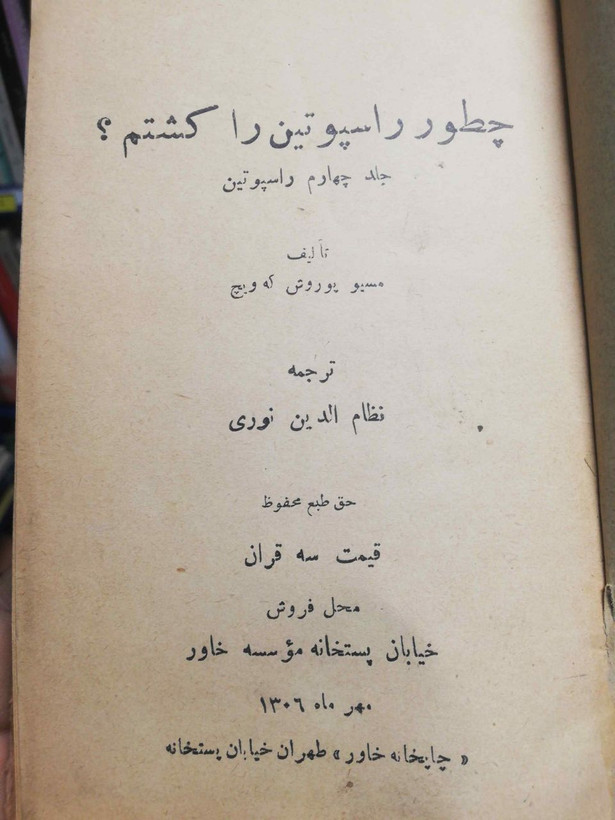 چطور راسپوتین را کشتم ؟
جلد چهارم راسپوتین
تألیف
مسیو پوروش که ویچ
ترجمه
نظام الدین نوری
حق طبع محفوظ
قیمت سه قران
محل فروش
خیابان پستخانه مؤسسه خاور
مهر ماه ۱۳۰۶
« چاپخانه خاور » طهران خیابان پستخانه